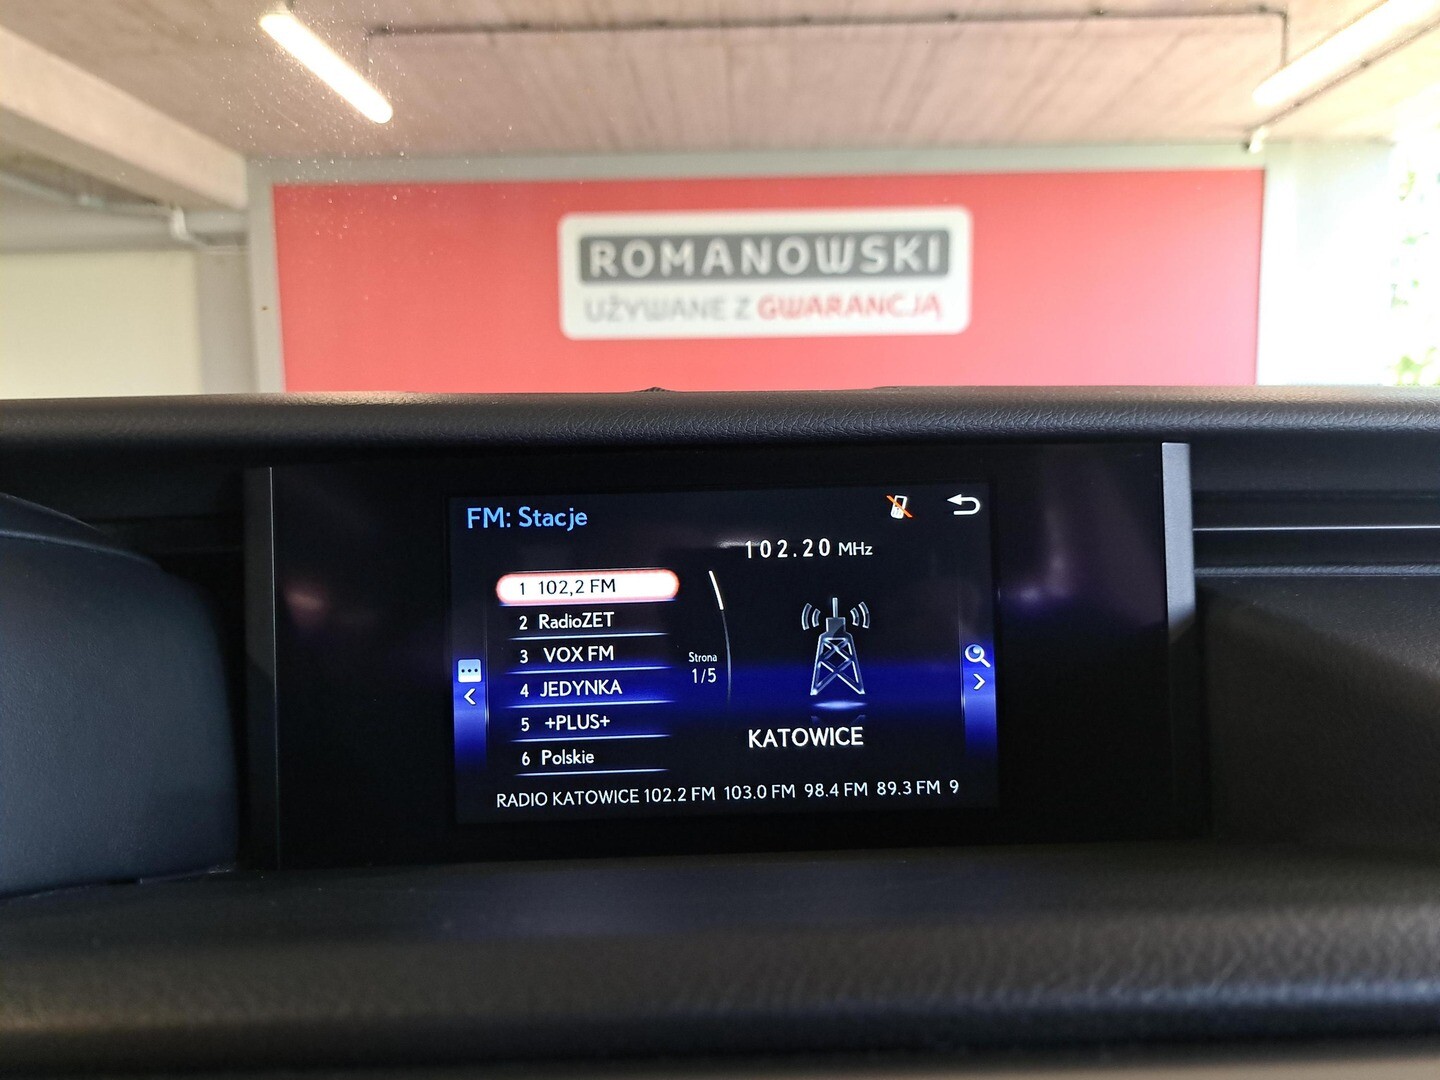 ROMANOWSKI
UŻYWANE Z GWARANCJĄ
FM: Stacje
102.20 MHz
1 102,2 FM
2 RadioZET
3 VOX FM
4 JEDYNKA
5 +PLUS+
6 Polskie
Strona
1/5
KATOWICE
RADIO KATOWICE 102.2 FM 103.0 FM 98.4 FM 89.3 FM 9